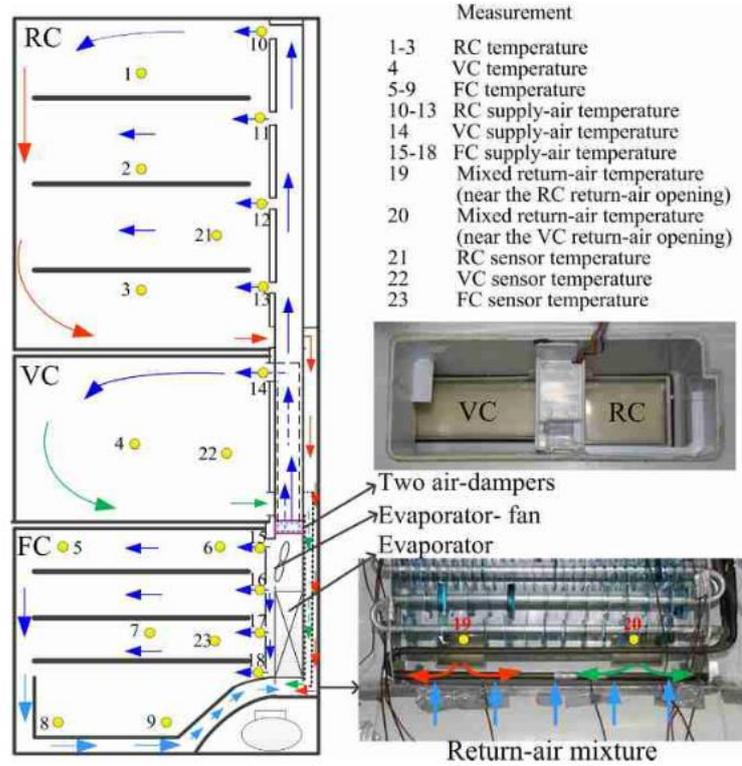 Measurement
1-3 RC temperature
4 VC temperature
5-9 FC temperature
10-13 RC supply-air temperature
14 VC supply-air temperature
15-18 FC supply-air temperature
19 Mixed return-air temperature
(near the RC return-air opening)
20 Mixed return-air temperature
(near the VC return-air opening)
21 RC sensor temperature
22 VC sensor temperature
23 FC sensor temperature
RC
10
1
11
2
12
21
3
13
VC
14
4
22
VC RC
Two air-dampers
Evaporator- fan
Evaporator
FC
5
6
15
16
7
23
17
18
8
9
19
20
Return-air mixture